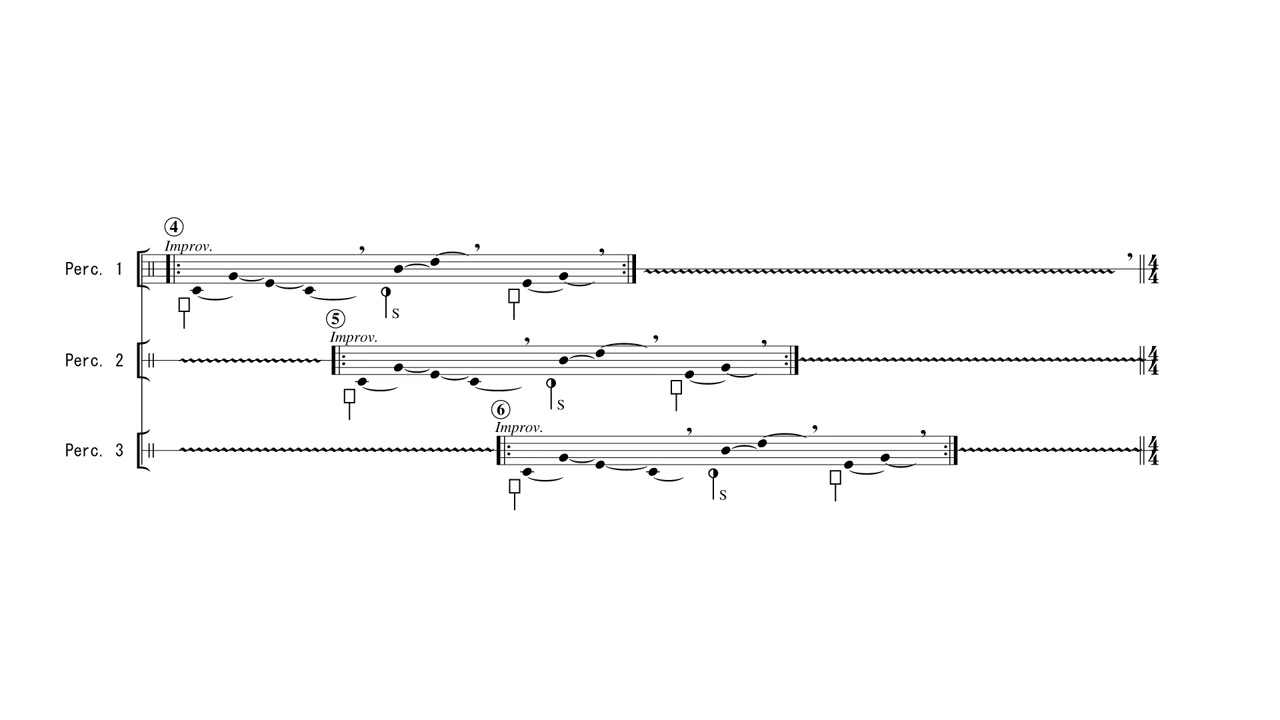 ④
Improv.
Perc. 1
S
4
4
⑤
Improv.
Perc. 2
S
4
4
⑥
Improv.
Perc. 3
S
4
4